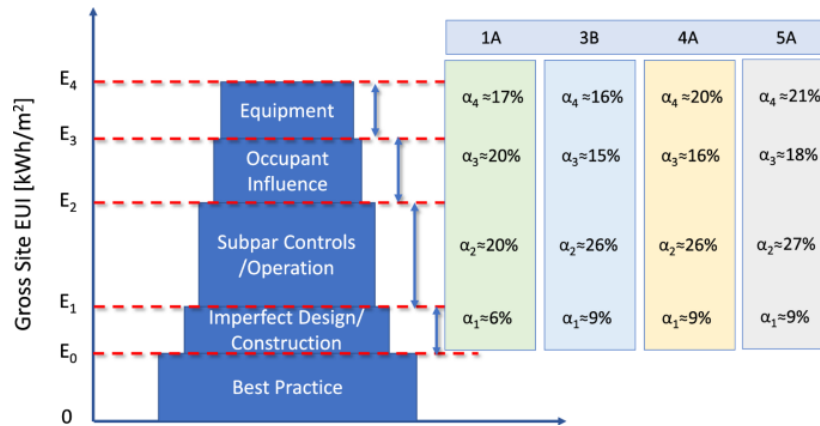 1A 3B 4A 5A
E4
α4 ≈17% α4 ≈16% α4 ≈20% α4 ≈21%
Equipment
E3
α3≈20% α3≈15% α3≈16% α3≈18%
Occupant
Influence
E2
Subpar Controls
/Operation
α2≈20% α2≈26% α2≈26% α2≈27%
E1
Imperfect Design/
Construction
α1≈6% α1≈9% α1≈9% α1≈9%
E0
Best Practice
0
Gross Site EUI [kWh/m²]